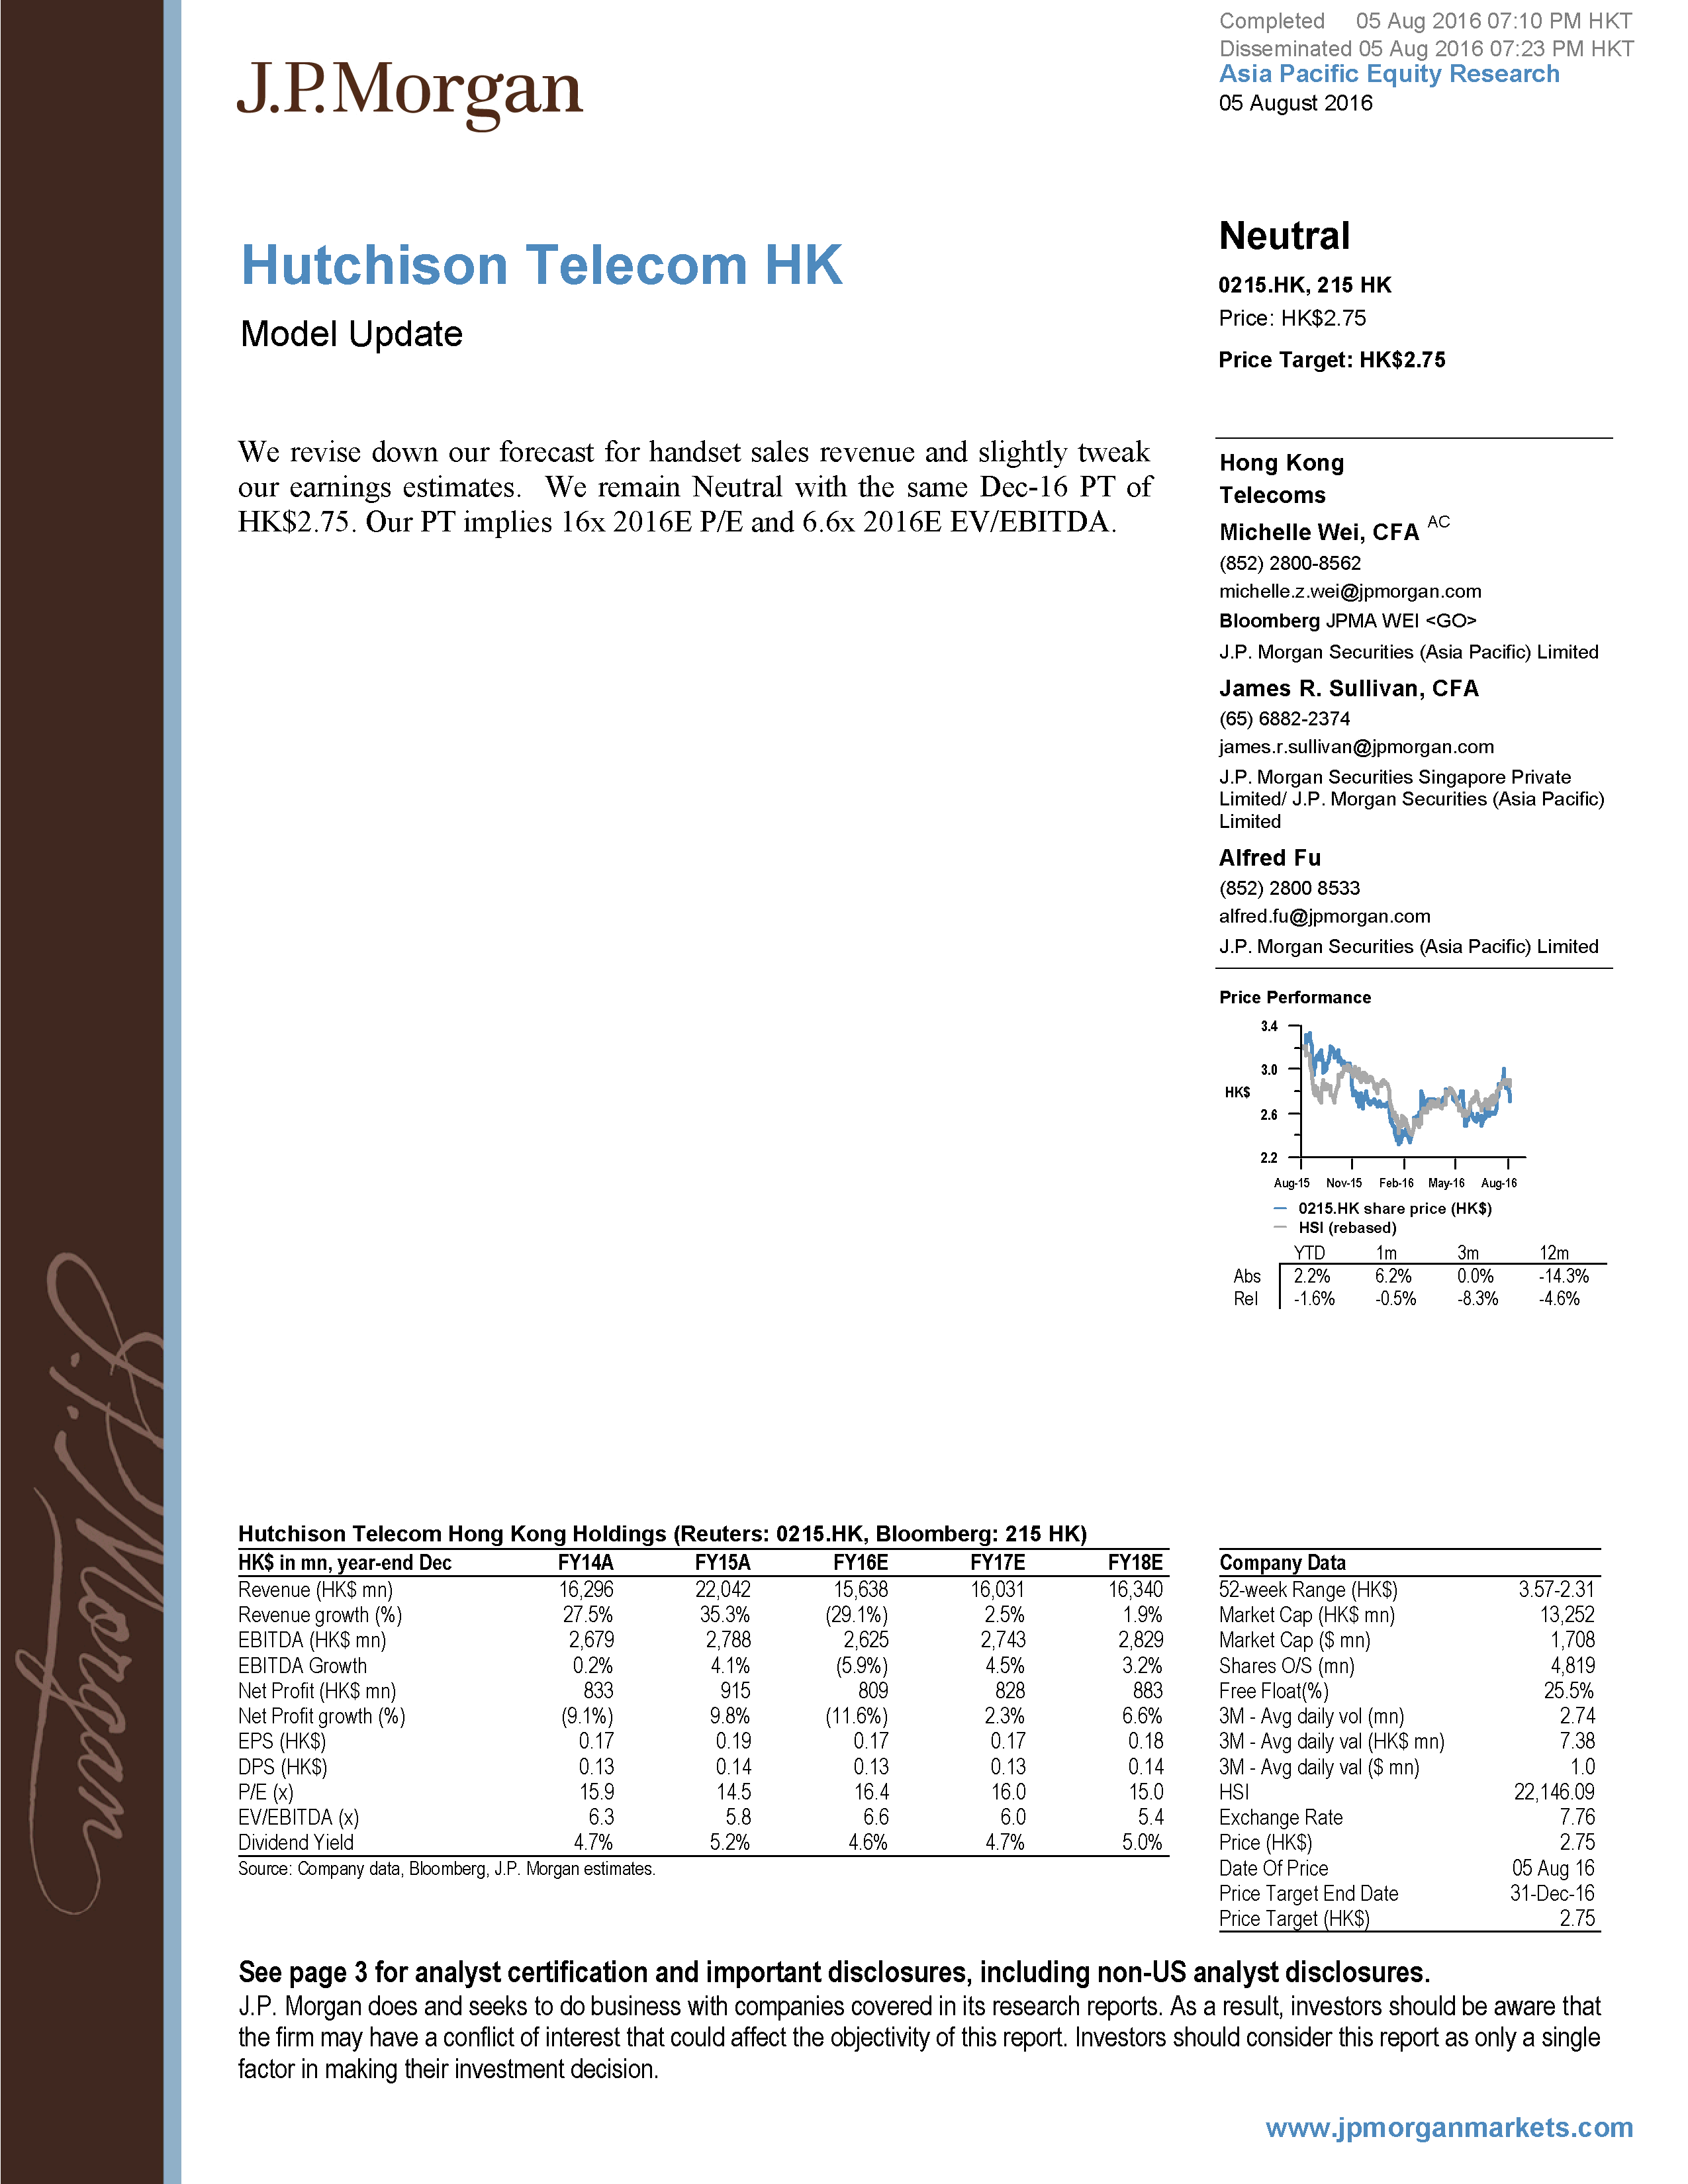 Completed 05 Aug 2016 07:10 PM HKT
Disseminated 05 Aug 2016 07:23 PM HKT
Asia Pacific Equity Research
05 August 2016
J.P.Morgan
Hutchison Telecom HK
Model Update
We revise down our forecast for handset sales revenue and slightly tweak
our earnings estimates. We remain Neutral with the same Dec-16 PT of
HK$2.75. Our PT implies 16x 2016E P/E and 6.6x 2016E EV/EBITDA.
Neutral
0215.HK, 215 HK
Price: HK$2.75
Price Target: HK$2.75
Hong Kong
Telecoms
Michelle Wei, CFA AC
(852) 2800-8562
michelle.z.wei@jpmorgan.com
Bloomberg JPMA WEI <GO>
J.P. Morgan Securities (Asia Pacific) Limited
James R. Sullivan, CFA
(65) 6882-2374
james.r.sullivan@jpmorgan.com
J.P. Morgan Securities Singapore Private
Limited/ J.P. Morgan Securities (Asia Pacific)
Limited
Alfred Fu
(852) 2800 8533
alfred.fu@jpmorgan.com
J.P. Morgan Securities (Asia Pacific) Limited
Price Performance
3.4
3.0
HK$
2.6
2.2
Aug-15 Nov-15 Feb-16 May-16 Aug-16
0215.HK share price (HK$)
HSI (rebased)
YTD 1m 3m 12m
Abs 2.2% 6.2% 0.0% -14.3%
Rel -1.6% -0.5% -8.3% -4.6%
J.P. Morgan
Hutchison Telecom Hong Kong Holdings (Reuters: 0215.HK, Bloomberg: 215 HK)
HK$ in mn, year-end Dec FY14A FY15A FY16E FY17E FY18E
Revenue (HK$ mn) 16,296 22,042 15,638 16,031 16,340
Revenue growth (%) 27.5% 35.3% (29.1%) 2.5% 1.9%
EBITDA (HK$ mn) 2,679 2,788 2,625 2,743 2,829
EBITDA Growth 0.2% 4.1% (5.9%) 4.5% 3.2%
Net Profit (HK$ mn) 833 915 809 828 883
Net Profit growth (%) (9.1%) 9.8% (11.6%) 2.3% 6.6%
EPS (HK$) 0.17 0.19 0.17 0.17 0.18
DPS (HK$) 0.13 0.14 0.13 0.13 0.14
P/E (x) 15.9 14.5 16.4 16.0 15.0
EV/EBITDA (x) 6.3 5.8 6.6 6.0 5.4
Dividend Yield 4.7% 5.2% 4.6% 4.7% 5.0%
Source: Company data, Bloomberg, J.P. Morgan estimates.
Company Data
52-week Range (HK$) 3.57-2.31
Market Cap (HK$ mn) 13,252
Market Cap ($ mn) 1,708
Shares O/S (mn) 4,819
Free Float(%) 25.5%
3M - Avg daily vol (mn) 2.74
3M - Avg daily val (HK$ mn) 7.38
3M - Avg daily val ($ mn) 1.0
HSI 22,146.09
Exchange Rate 7.76
Price (HK$) 2.75
Date Of Price 05 Aug 16
Price Target End Date 31-Dec-16
Price Target (HK$) 2.75
See page 3 for analyst certification and important disclosures, including non-US analyst disclosures.
J.P. Morgan does and seeks to do business with companies covered in its research reports. As a result, investors should be aware that
the firm may have a conflict of interest that could affect the objectivity of this report. Investors should consider this report as only a single
factor in making their investment decision.
www.jpmorganmarkets.com